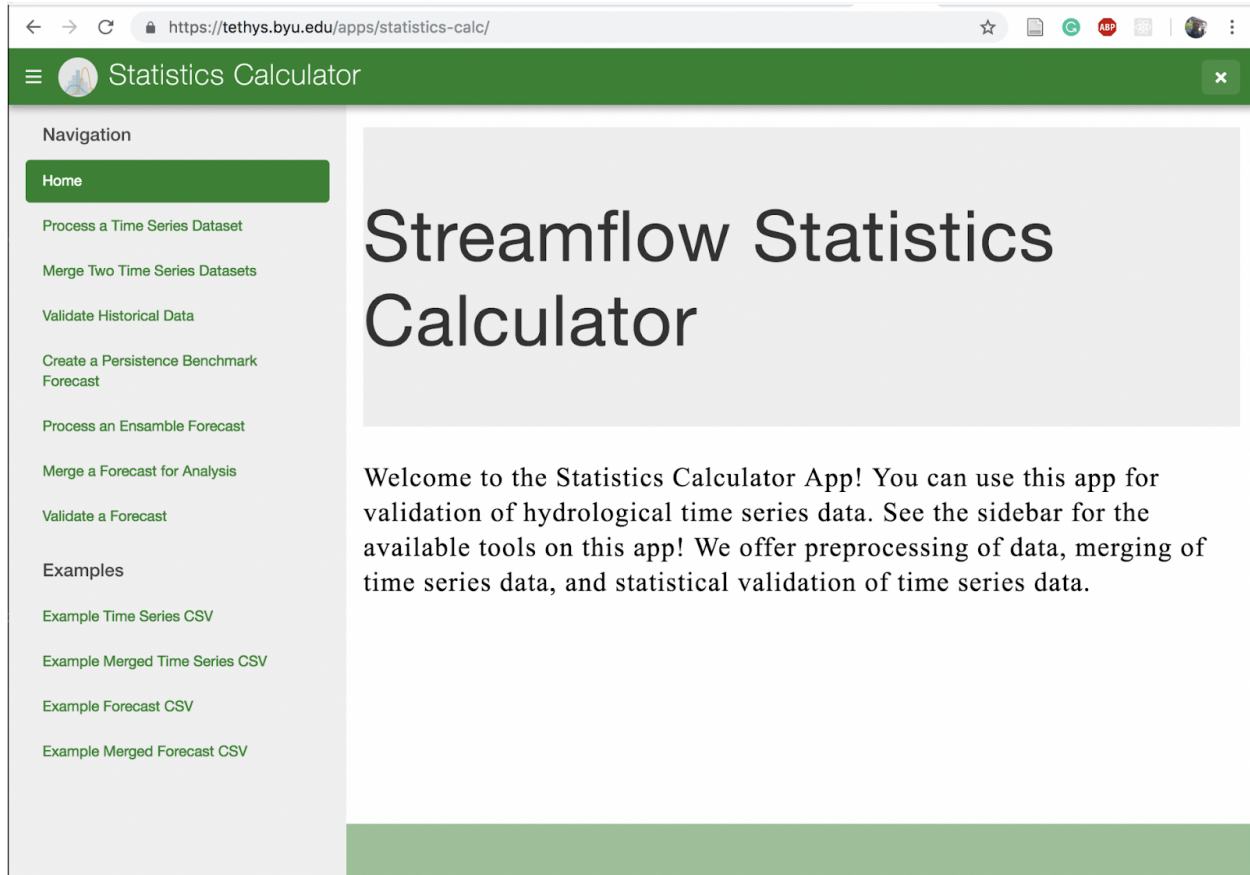 https://tethys.byu.edu/apps/statistics-calc/
ABP
Statistics Calculator
Navigation
Home
Process a Time Series Dataset
Merge Two Time Series Datasets
Validate Historical Data
Create a Persistence Benchmark
Forecast
Process an Ensamble Forecast
Merge a Forecast for Analysis
Validate a Forecast
Examples
Example Time Series CSV
Example Merged Time Series CSV
Example Forecast CSV
Example Merged Forecast CSV
Streamflow Statistics
Calculator
Welcome to the Statistics Calculator App! You can use this app for
validation of hydrological time series data. See the sidebar for the
available tools on this app! We offer preprocessing of data, merging of
time series data, and statistical validation of time series data.